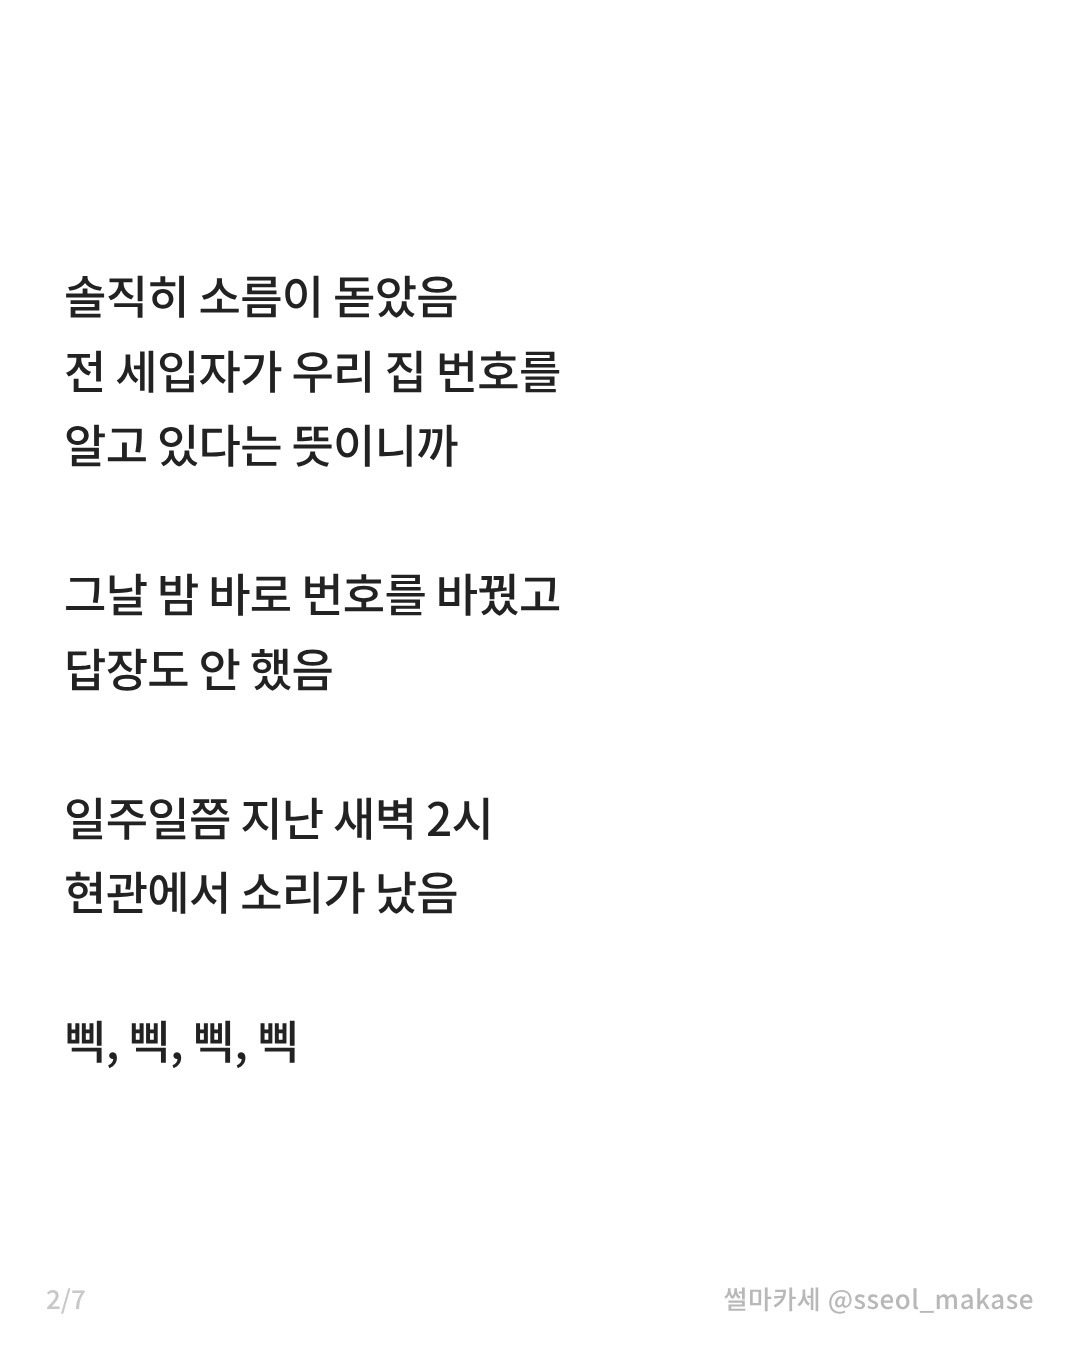 솔직히 소름이 돋았음
전 세입자가 우리 집 번호를
알고 있다는 뜻이니까
그날 밤 바로 번호를 바꿨고
답장도 안 했음
일주일쯤 지난 새벽 2시
현관에서 소리가 났음
삑, 삑, 삑, 삑
2/7
썰마카세 @sseol_makase